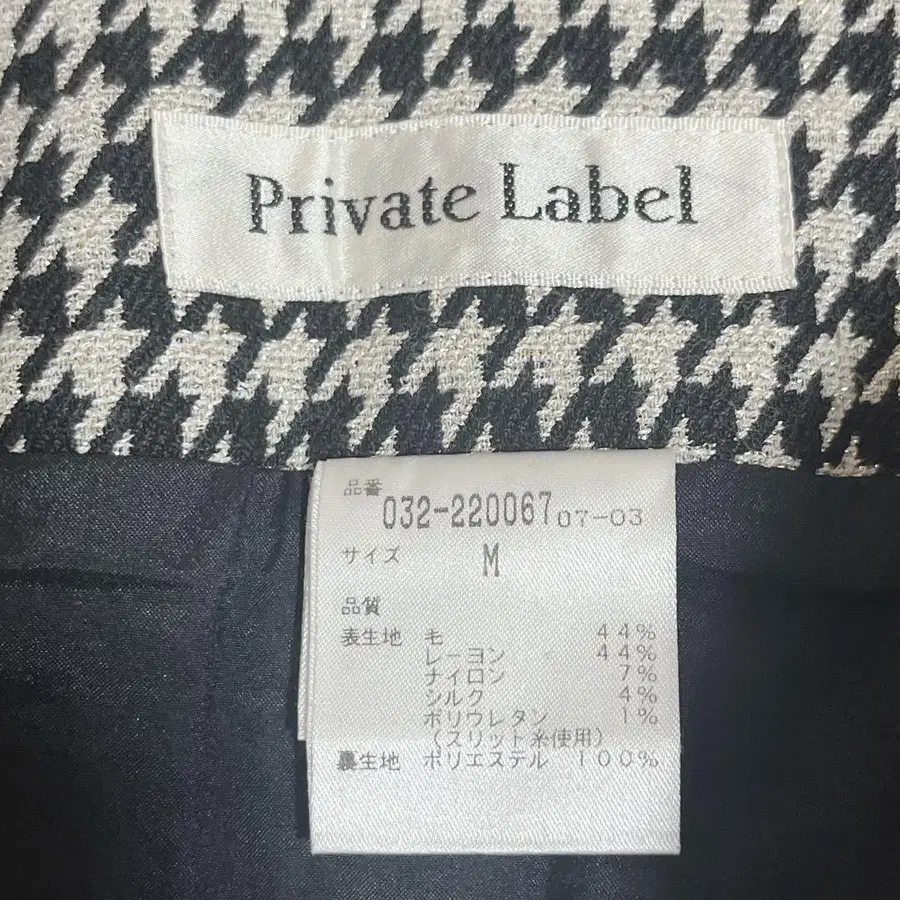 Private Label
品番
032-220067 07-03
サイズ M
品質
表生地 毛 44%
レーヨン 44%
ナイロン 7%
シルク 4%
ポリウレタン 1%
(スリット糸使用)
裏生地 ポリエステル 100%